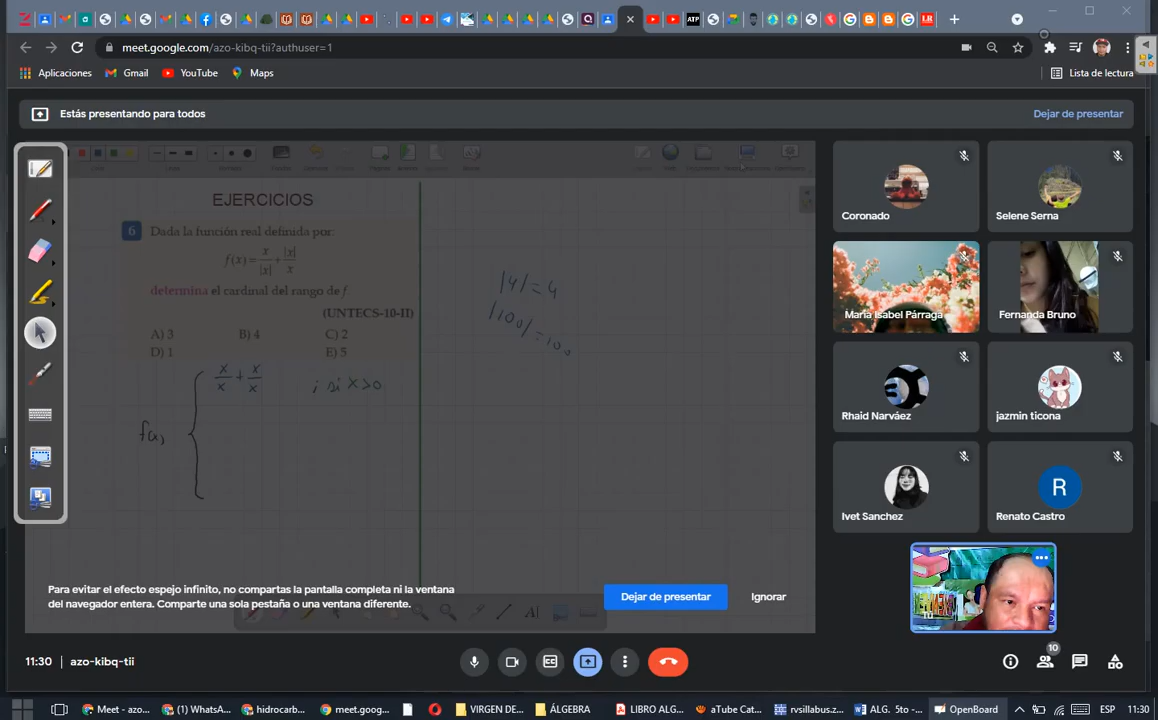 ATP
LR
meet.google.com/azo-kibq-tii?authuser=1
Aplicaciones
Gmail
YouTube
Maps
Lista de lectura
Estás presentando para todos
Dejar de presentar
EJERCICIOS
6 Dada la función real definida por:
f(x) = x/|x| + |x|/x
determina el cardinal del rango de f
(UNTECS-10-II)
A) 3 B) 4 C) 2
D) 1 E) 5
|4| = 4
|100| = 100
x/x + x/x ; si x>0
f(x)
Coronado
Selene Serna
María Isabel Párraga
Fernanda Bruno
Rhaid Narváez
jazmin ticona
Ivet Sanchez
R
Renato Castro
Para evitar el efecto espejo infinito, no compartas la pantalla completa ni la ventana
del navegador entera. Comparte una sola pestaña o una ventana diferente.
Dejar de presentar
Ignorar
11:30 | azo-kibq-tii
10
Meet - azo...
(1) WhatsA...
hidrocarb...
meet.goog...
VIRGEN DE...
ÁLGEBRA
LIBRO ALG...
aTube Cat...
rvsillabus.z...
ALG. 5to -...
OpenBoard
ESP
11:30